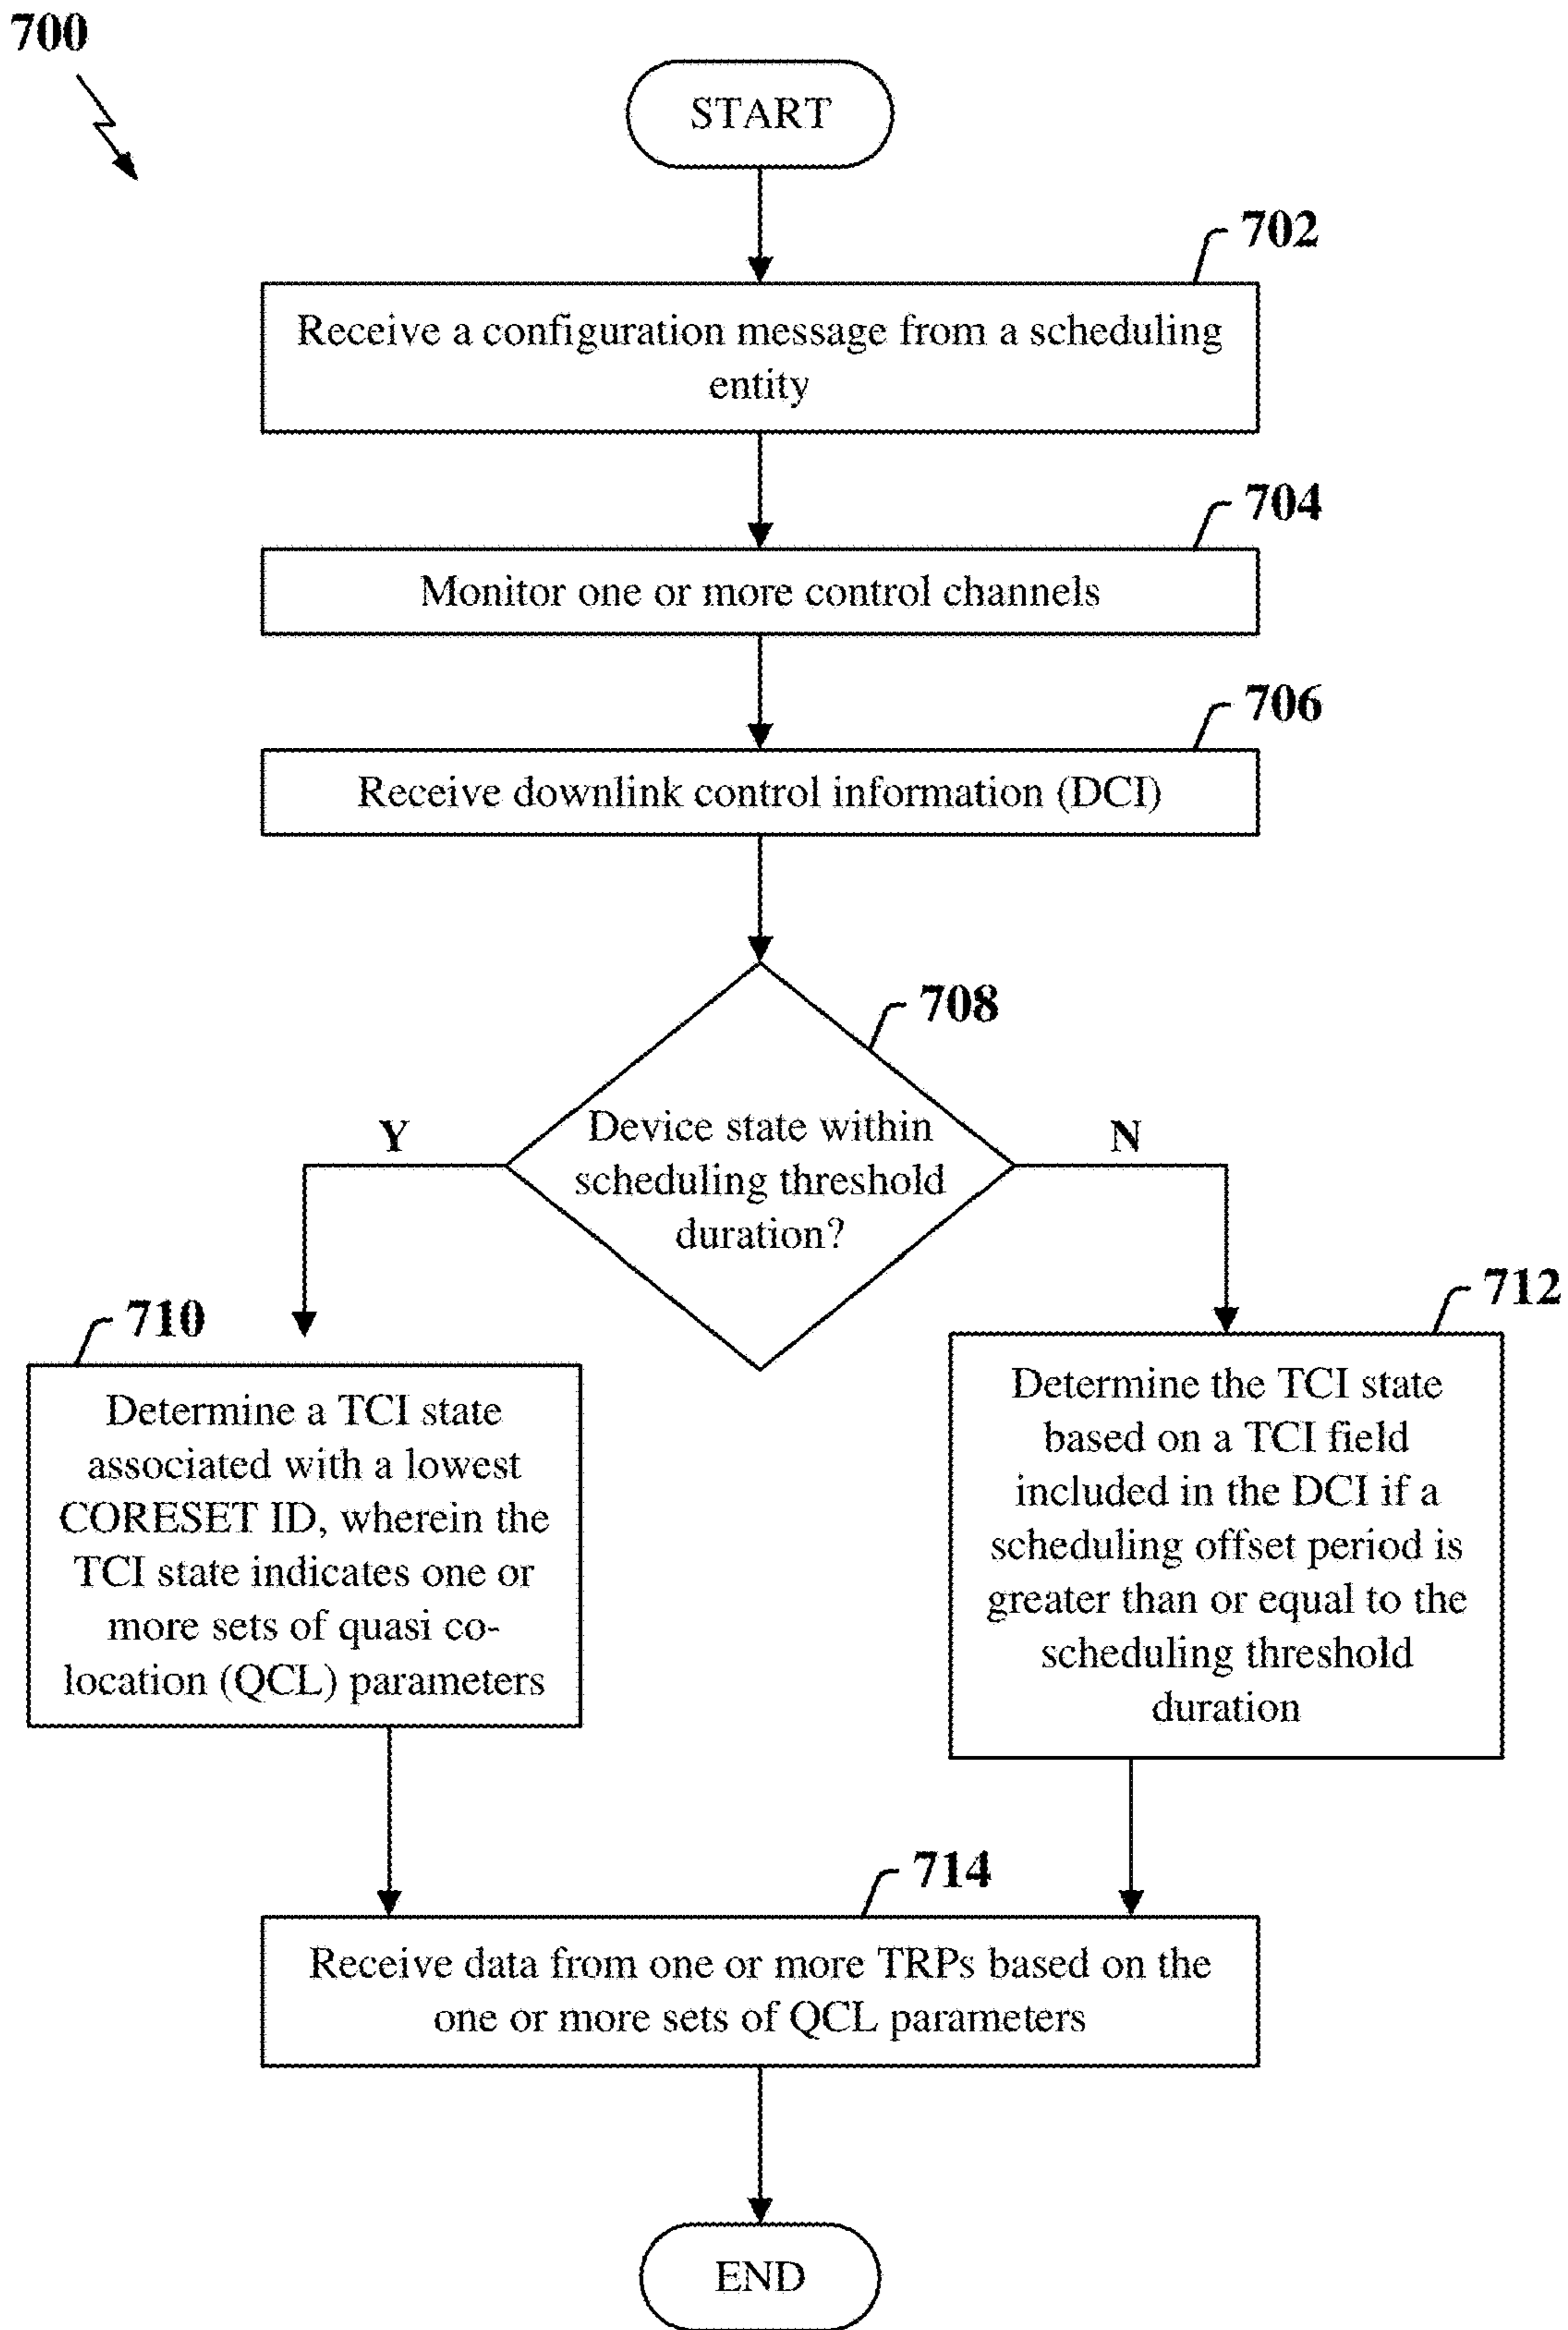 700
START
702
Receive a configuration message from a scheduling
entity
704
Monitor one or more control channels
706
Receive downlink control information (DCI)
708
Device state within
scheduling threshold
duration?
Y
N
710
Determine a TCI state
associated with a lowest
CORESET ID, wherein the
TCI state indicates one or
more sets of quasi co-
location (QCL) parameters
712
Determine the TCI state
based on a TCI field
included in the DCI if a
scheduling offset period is
greater than or equal to the
scheduling threshold
duration
714
Receive data from one or more TRPs based on the
one or more sets of QCL parameters
END